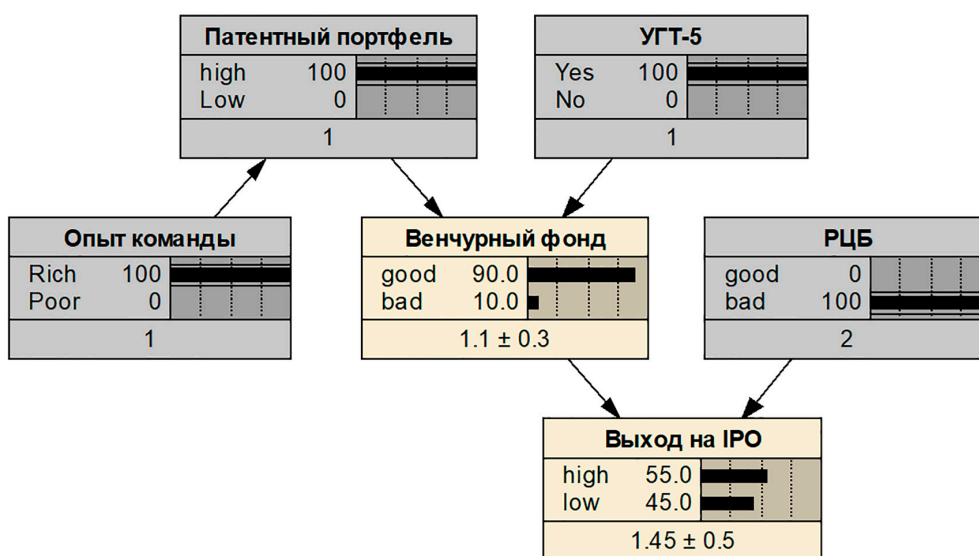 Патентный портфель
high 100
Low 0
1
УГТ-5
Yes 100
No 0
1
Опыт команды
Rich 100
Poor 0
1
Венчурный фонд
good 90.0
bad 10.0
1.1 ± 0.3
РЦБ
good 0
bad 100
2
Выход на IPO
high 55.0
low 45.0
1.45 ± 0.5